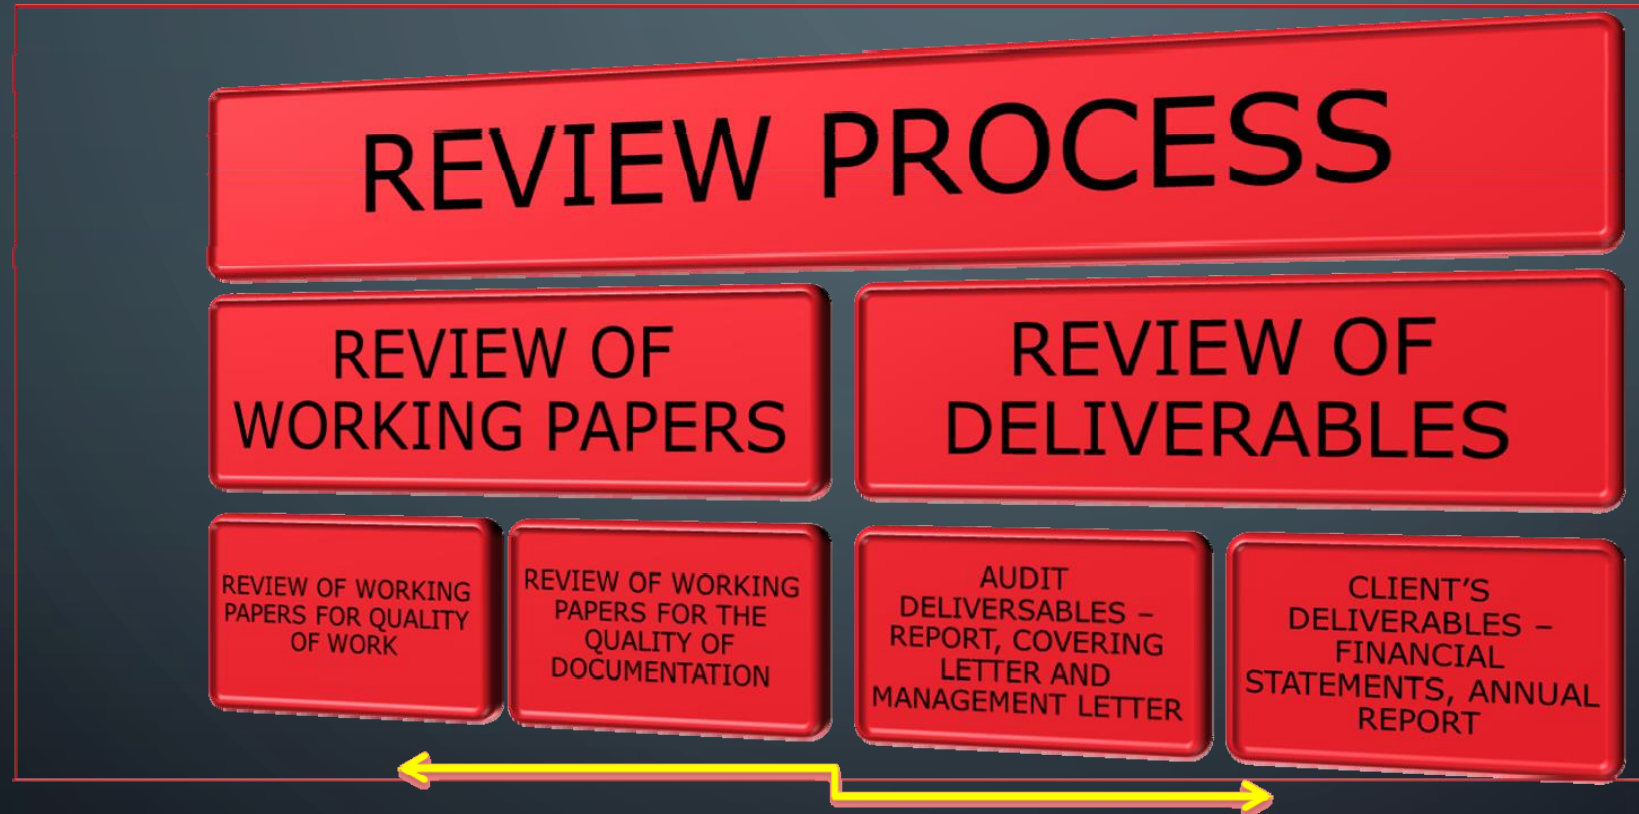 REVIEW PROCESS
REVIEW OF
WORKING PAPERS
REVIEW OF
DELIVERABLES
REVIEW OF WORKING
PAPERS FOR QUALITY
OF WORK
REVIEW OF WORKING
PAPERS FOR THE
QUALITY OF
DOCUMENTATION
AUDIT
DELIVERSABLES –
REPORT, COVERING
LETTER AND
MANAGEMENT LETTER
CLIENT’S
DELIVERABLES –
FINANCIAL
STATEMENTS, ANNUAL
REPORT